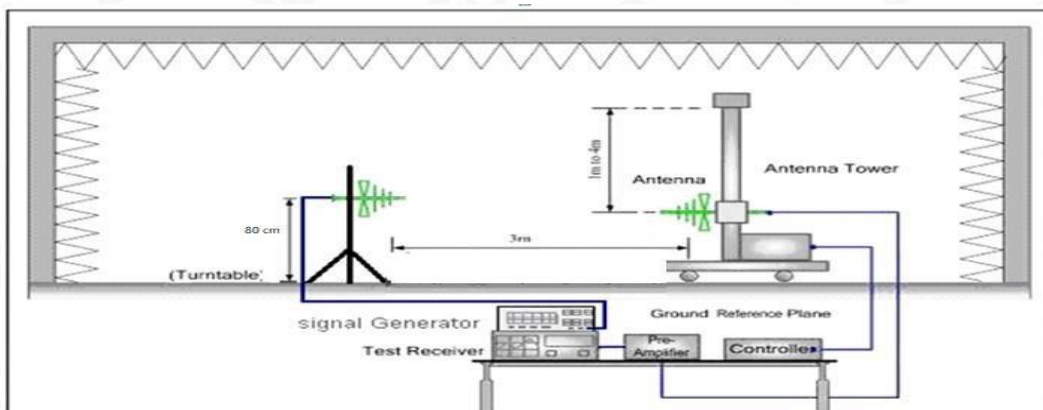 1m to 4m
Antenna Tower
Antenna
80 cm
3m
(Turntable)
Ground Reference Plane
signal Generator
Test Receiver
Pre-
Amplifier
Controller